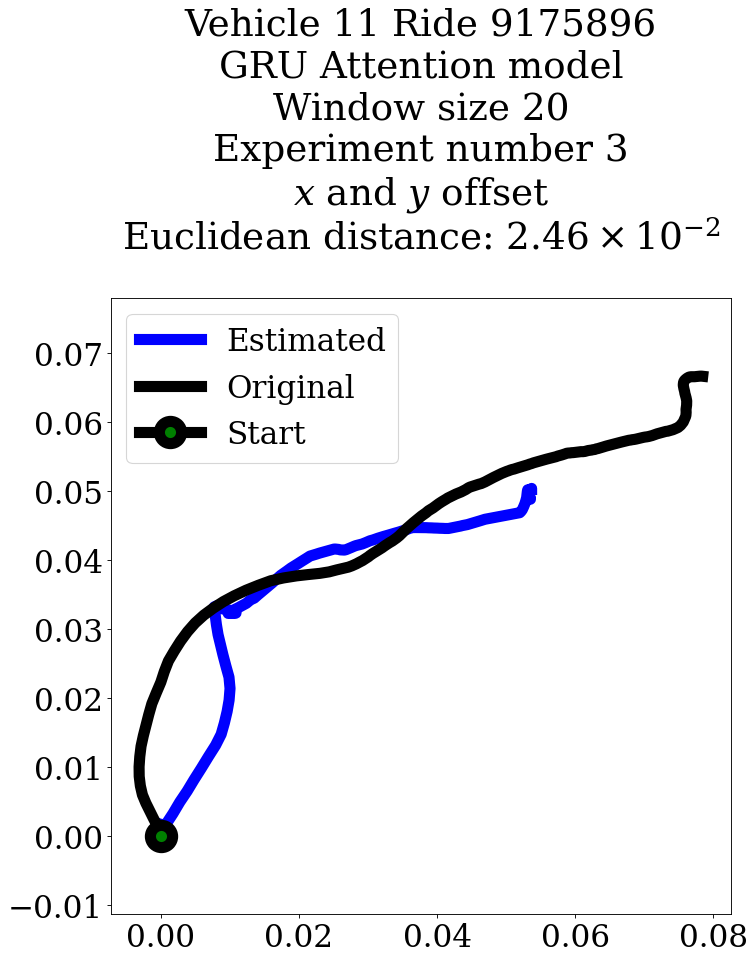 Vehicle 11 Ride 9175896
GRU Attention model
Window size 20
Experiment number 3
x and y offset
Euclidean distance: 2.46 × 10⁻²
Estimated
Original
Start
0.07
0.06
0.05
0.04
0.03
0.02
0.01
0.00
−0.01
0.00 0.02 0.04 0.06 0.08